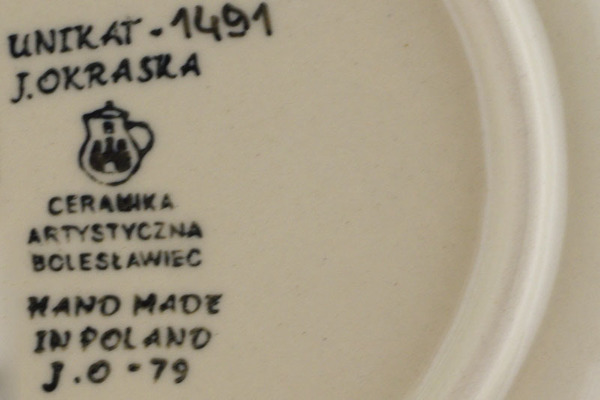 UNIKAT - 1491
J. OKRASKA
CERAMIKA
ARTYSTYCZNA
BOLESŁAWIEC
HAND MADE
IN POLAND
J.O - 79